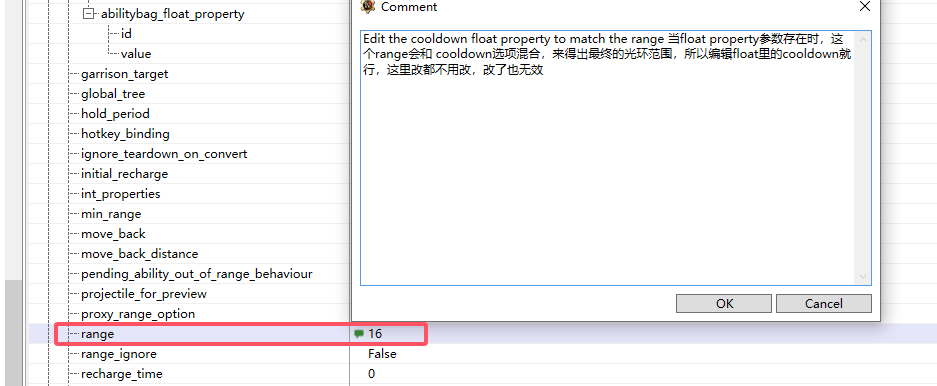 abilitybag_float_property
id
value
garrison_target
global_tree
hold_period
hotkey_binding
ignore_teardown_on_convert
initial_recharge
int_properties
min_range
move_back
move_back_distance
pending_ability_out_of_range_behaviour
projectile_for_preview
proxy_range_option
range 16
range_ignore False
recharge_time 0
Comment
Edit the cooldown float property to match the range 当float property参数存在时，这
个range会和 cooldown选项混合，来得出最终的光环范围，所以编辑float里的cooldown就
行，这里改都不用改，改了也无效
OK Cancel